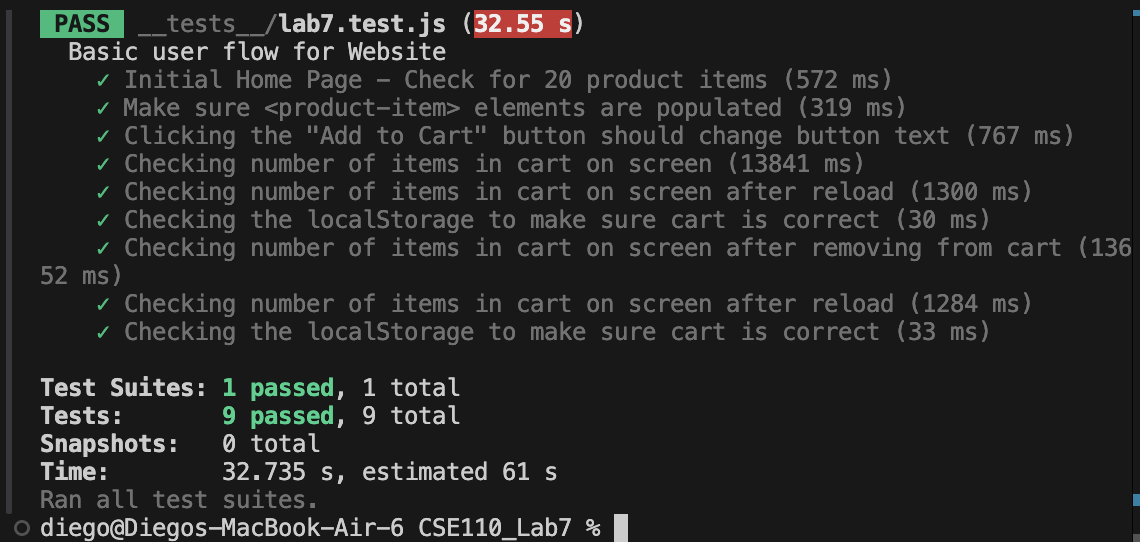 PASS __tests__/lab7.test.js (32.55 s)
Basic user flow for Website
✓ Initial Home Page – Check for 20 product items (572 ms)
✓ Make sure <product-item> elements are populated (319 ms)
✓ Clicking the "Add to Cart" button should change button text (767 ms)
✓ Checking number of items in cart on screen (13841 ms)
✓ Checking number of items in cart on screen after reload (1300 ms)
✓ Checking the localStorage to make sure cart is correct (30 ms)
✓ Checking number of items in cart on screen after removing from cart (136
52 ms)
✓ Checking number of items in cart on screen after reload (1284 ms)
✓ Checking the localStorage to make sure cart is correct (33 ms)
Test Suites: 1 passed, 1 total
Tests: 9 passed, 9 total
Snapshots: 0 total
Time: 32.735 s, estimated 61 s
Ran all test suites.
diego@Diegos-MacBook-Air-6 CSE110_Lab7 %